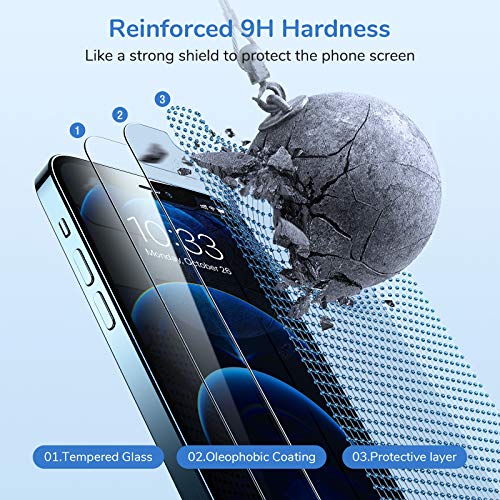 Reinforced 9H Hardness
Like a strong shield to protect the phone screen
1
2
3
10:33
Monday, October 26
01.Tempered Glass
02.Oleophobic Coating
03.Protective layer